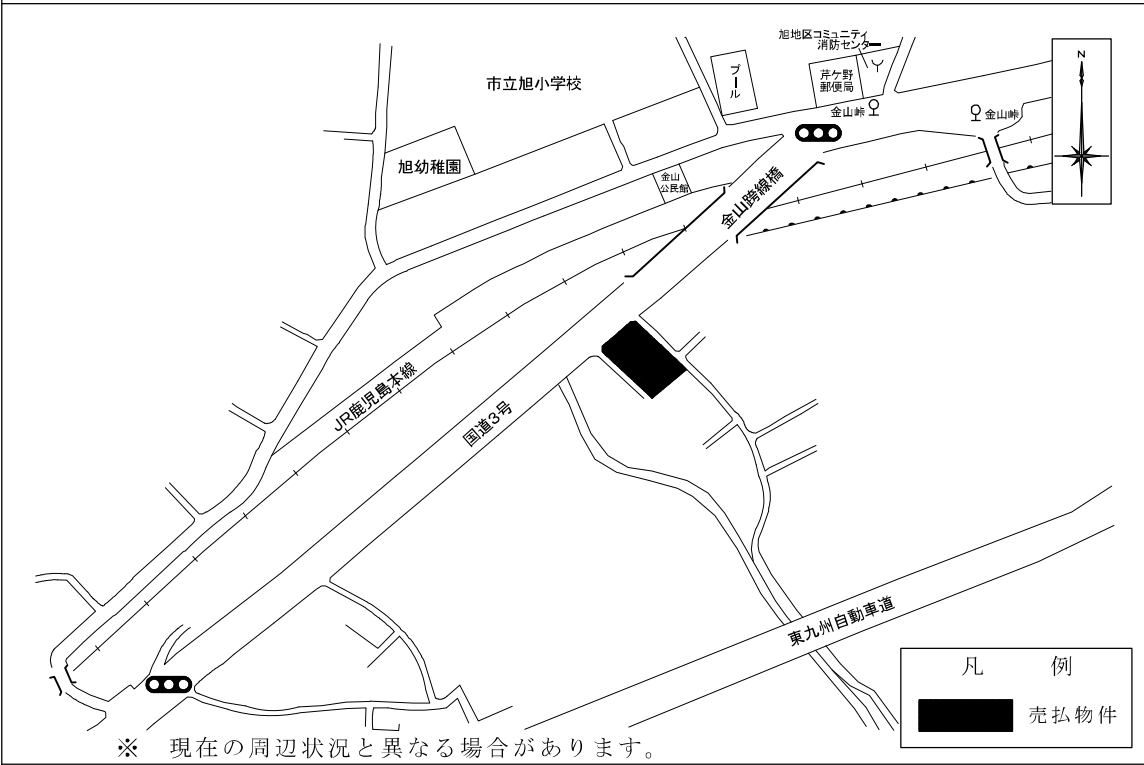 旭地区コミュニティ
消防センター
市立旭小学校
プール
芹ケ野
郵便局
N
金山峠
金山峠
旭幼稚園
金山
公民館
金山跨線橋
JR鹿児島本線
国道3号
東九州自動車道
凡 例
売払物件
※ 現在の周辺状況と異なる場合があります。